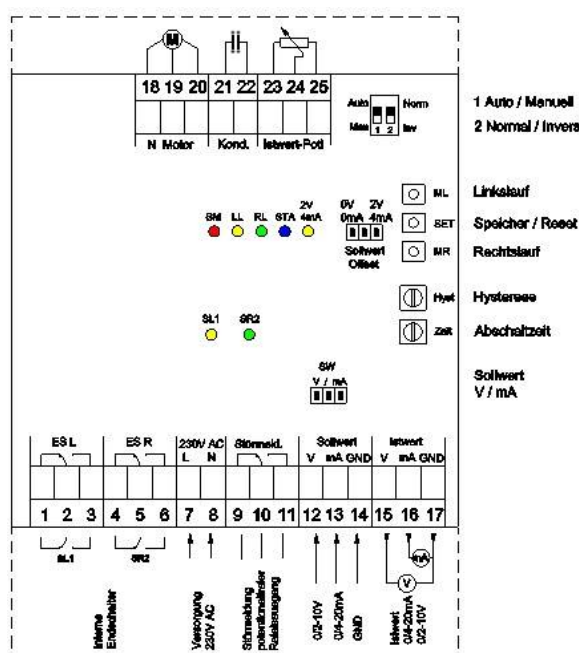 M
18 19 20 21 22 23 24 25
N Motor Kond. Istwert-Poti
Auto Norm
Man 1 2 Inv
1 Auto / Manuell
2 Normal / Invers
ML Linkslauf
SET Speicher / Reset
MR Rechtslauf
2V
SM LL RL STA 4mA
0V 2V
0mA 4mA
Sollwert
Offset
Hyst Hysterese
Zeit Abschaltzeit
SL1 SR2
SW
V / mA
Sollwert
V / mA
ES L ES R 230V AC Störmeld. Sollwert Istwert
L N V mA GND V mA GND
1 2 3 4 5 6 7 8 9 10 11 12 13 14 15 16 17
SL1 SR2
mA
V
Interne
Endschalter
Versorgung
230V AC
Störmeldung
potentionalfreier
Relaisausgang
0/2-10V
0/4-20mA
GND
Istwert
0/4-20mA
0/2-10V